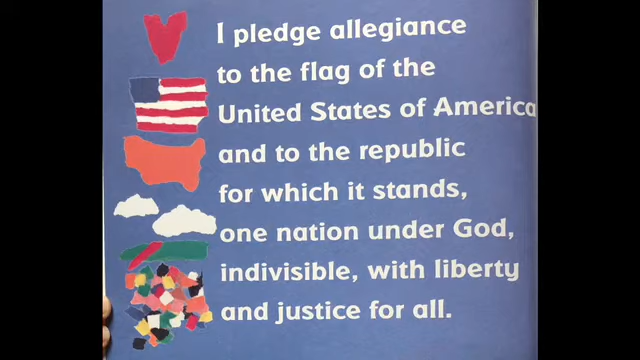 I pledge allegiance
to the flag of the
United States of America
and to the republic
for which it stands,
one nation under God,
indivisible, with liberty
and justice for all.